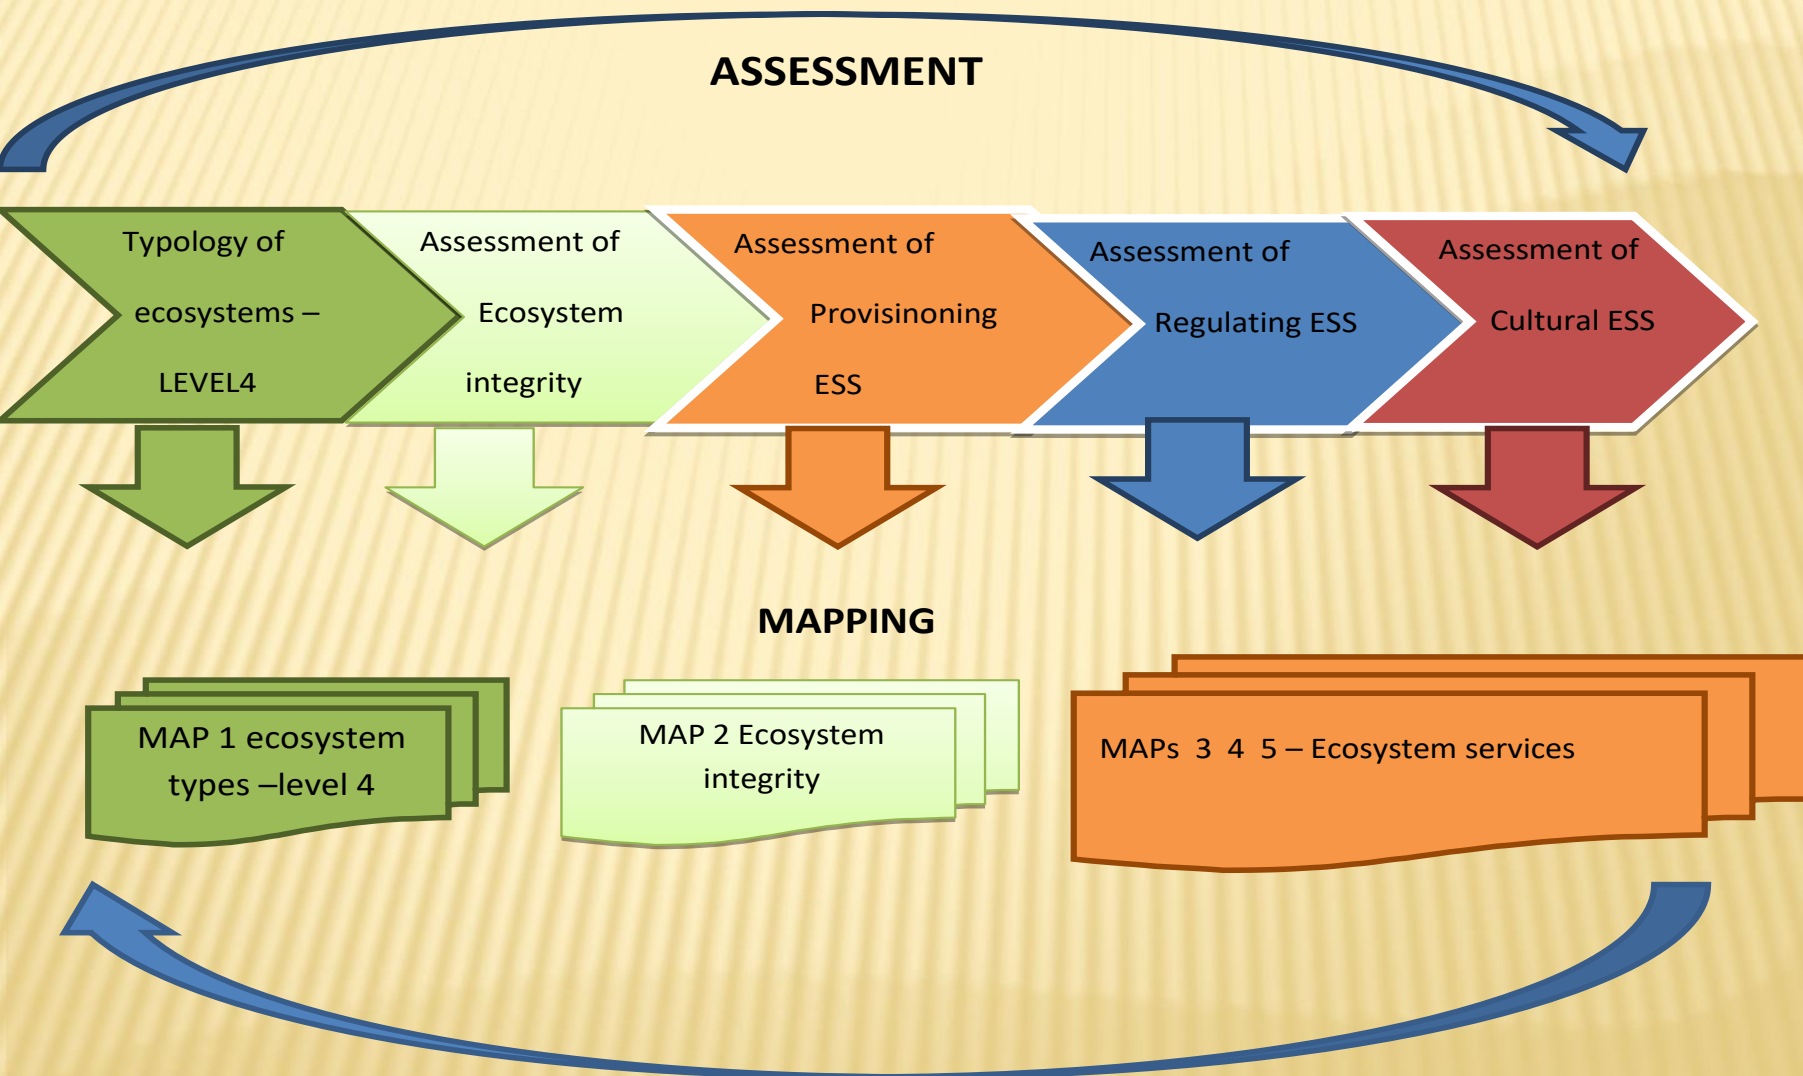 ASSESSMENT
Typology of
ecosystems –
LEVEL4
Assessment of
Ecosystem
integrity
Assessment of
Provisinoning
ESS
Assessment of
Regulating ESS
Assessment of
Cultural ESS
MAPPING
MAP 1 ecosystem
types –level 4
MAP 2 Ecosystem
integrity
MAPs 3 4 5 – Ecosystem services